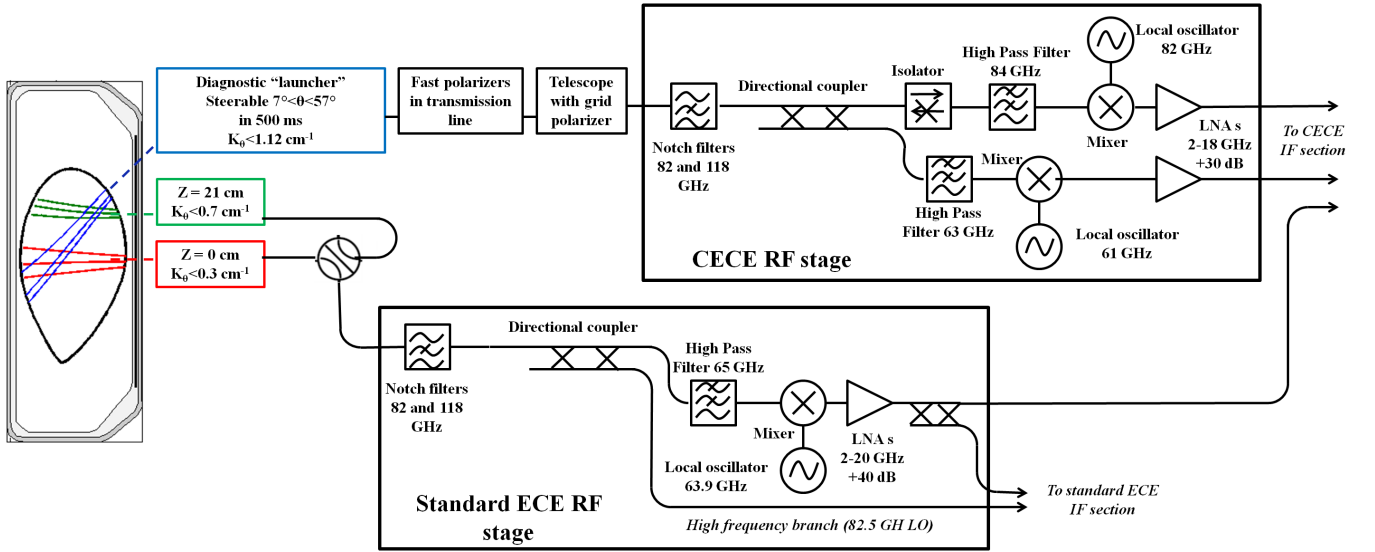 Diagnostic “launcher”
Steerable 7°<θ<57°
in 500 ms
Kθ<1.12 cm-1
Fast polarizers
in transmission
line
Telescope
with grid
polarizer
Z = 21 cm
Kθ<0.7 cm-1
Z = 0 cm
Kθ<0.3 cm-1
Notch filters
82 and 118
GHz
Directional coupler
Isolator
High Pass Filter
84 GHz
Local oscillator
82 GHz
Mixer
LNA s
2-18 GHz
+30 dB
To CECE
IF section
Mixer
High Pass
Filter 63 GHz
Local oscillator
61 GHz
CECE RF stage
Notch filters
82 and 118
GHz
Directional coupler
High Pass
Filter 65 GHz
Mixer
Local oscillator
63.9 GHz
LNA s
2-20 GHz
+40 dB
Standard ECE RF
stage
High frequency branch (82.5 GH LO)
To standard ECE
IF section